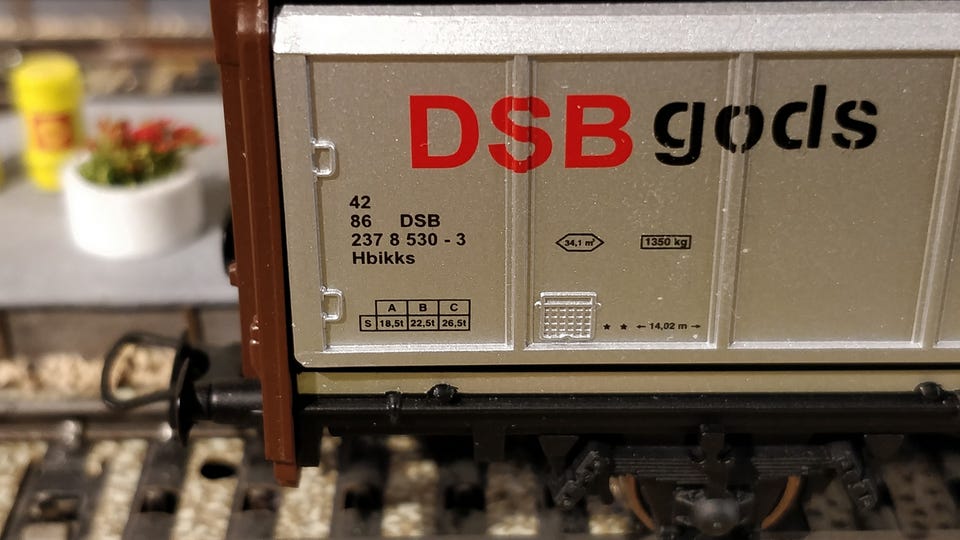 DSB gods
42
86 DSB
237 8 530 - 3
Hbikks
34,1 m²
1350 kg
A B C
S 18,5t 22,5t 26,5t
★ ★ ← 14,02 m →